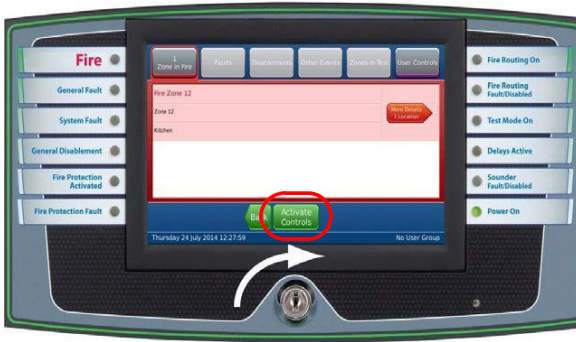 Fire
General Fault
System Fault
General Disablement
Fire Protection
Activated
Fire Protection Fault
1
Zone in Fire
Faults
Disablements
Other Events
Zones in Test
User Controls
Fire Zone 12
Zone 12
Kitchen
More Details
1 Location
Back
Activate
Controls
Thursday 24 July 2014 12:27:59
No User Group
Fire Routing On
Fire Routing
Fault/Disabled
Test Mode On
Delays Active
Sounder
Fault/Disabled
Power On